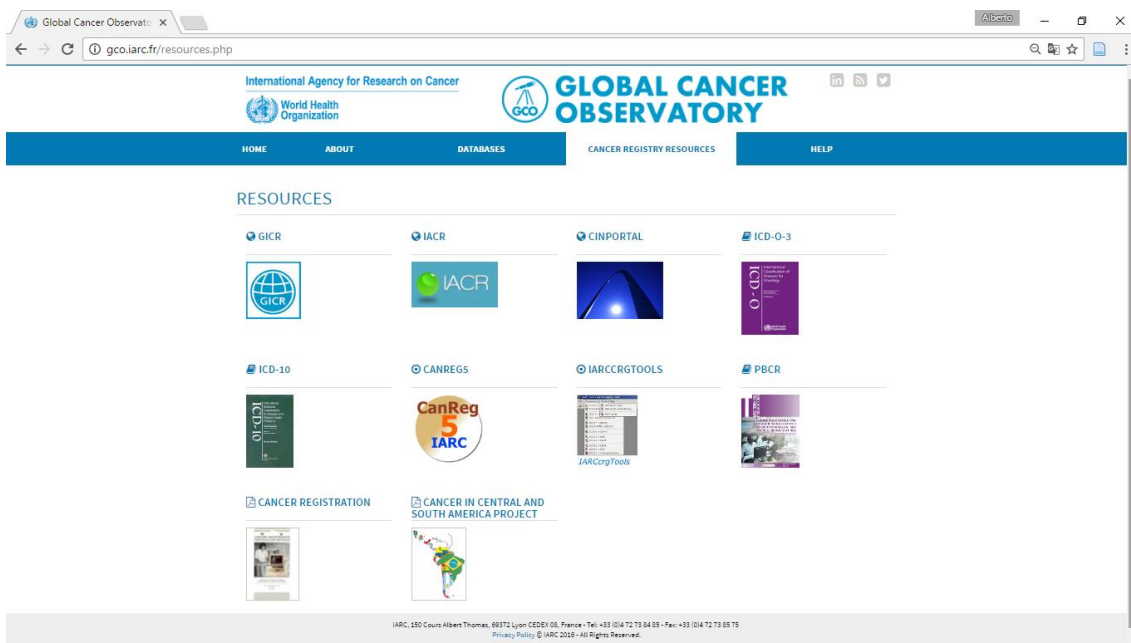 Global Cancer Observato
Alberto
gco.iarc.fr/resources.php
International Agency for Research on Cancer
World Health
Organization
GCO
GLOBAL CANCER
OBSERVATORY
HOME ABOUT DATABASES CANCER REGISTRY RESOURCES HELP
RESOURCES
GICR IACR CINPORTAL ICD-O-3
GICR
IACR
ICD-O
ICD-10 CANREG5 IARCCRGTOOLS PBCR
ICD-10
CanReg
5
IARC
IARCcrgTools
CANCER REGISTRATION CANCER IN CENTRAL AND
SOUTH AMERICA PROJECT
IARC, 150 Cours Albert Thomas, 69372 Lyon CEDEX 08, France - Tel: +33 (0)4 72 73 84 85 - Fax: +33 (0)4 72 73 85 75
Privacy Policy © IARC 2016 - All Rights Reserved.